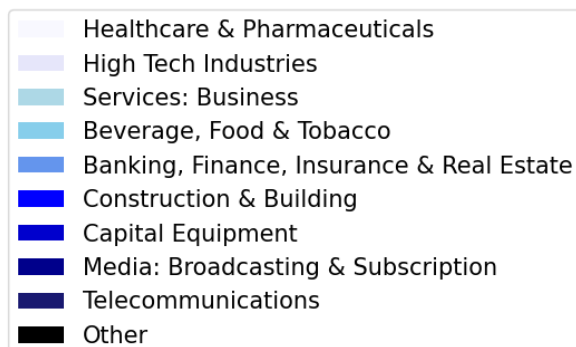 Healthcare & Pharmaceuticals
High Tech Industries
Services: Business
Beverage, Food & Tobacco
Banking, Finance, Insurance & Real Estate
Construction & Building
Capital Equipment
Media: Broadcasting & Subscription
Telecommunications
Other